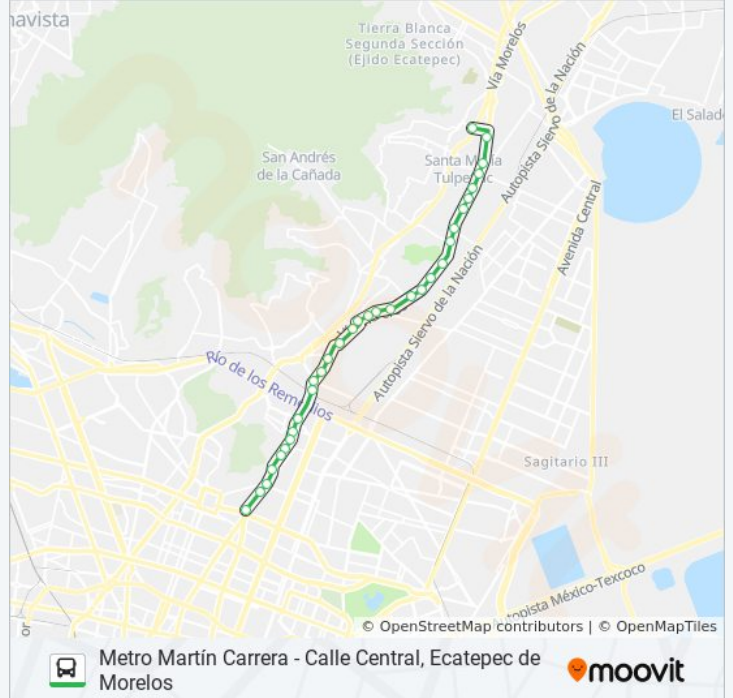 navista
Tierra Blanca
Segunda Sección
(Ejido Ecatepec)
Vía Morelos
Autopista Siervo de la Nación
El Salad
San Andrés
de la Cañada
Santa María
Tulpetlac
Avenida Central
Autopista Siervo de la Nación
Río de los Remedios
Sagitario III
Autopista México-Texcoco
© OpenStreetMap contributors | © OpenMapTiles
Metro Martín Carrera - Calle Central, Ecatepec de
Morelos
moovit